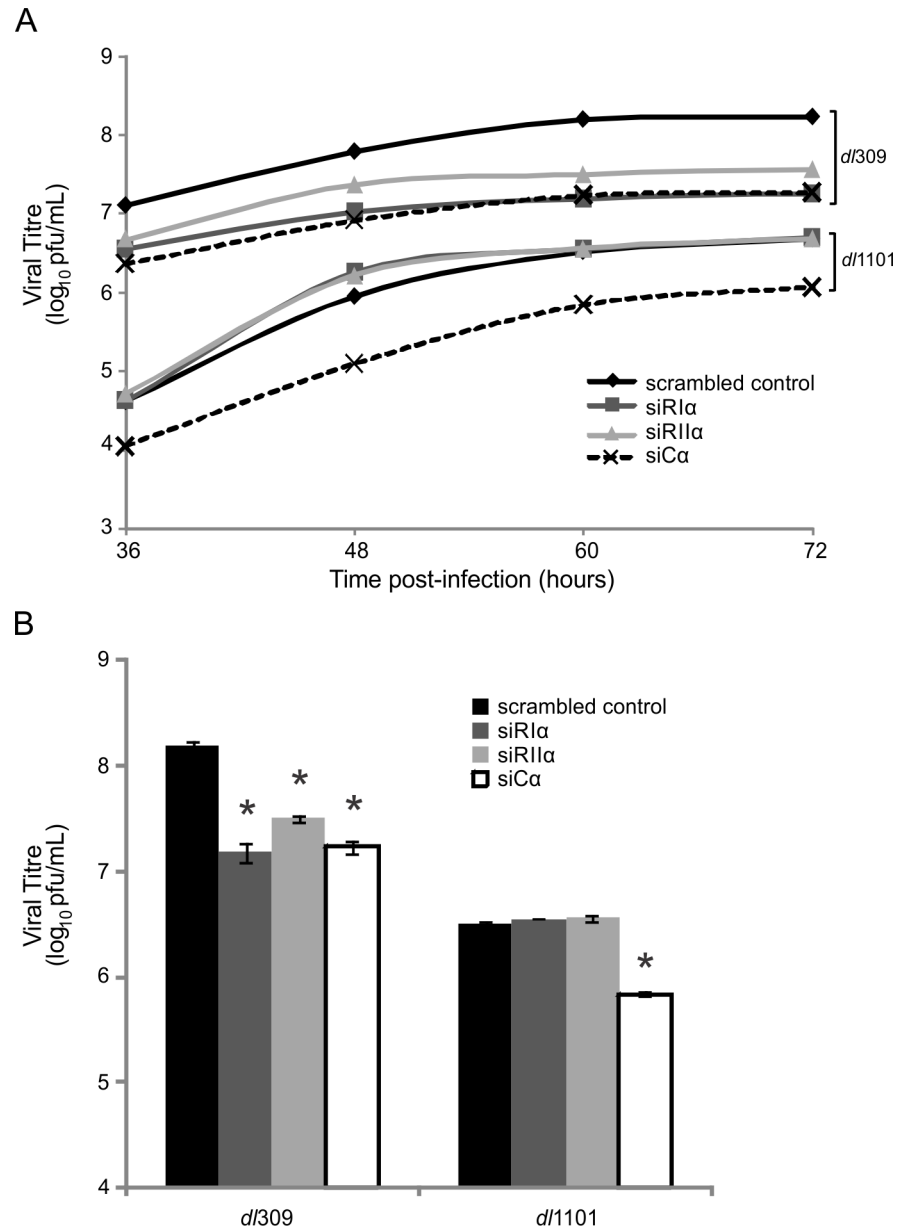 A
9
8
7
6
5
4
3
Viral Titre
(log10 pfu/mL)
dl309
dl1101
scrambled control
siRIα
siRIIα
siCα
36
48
60
72
Time post-infection (hours)
B
9
8
7
6
5
4
Viral Titre
(log10 pfu/mL)
scrambled control
siRIα
siRIIα
siCα
*
*
*
*
dl309
dl1101